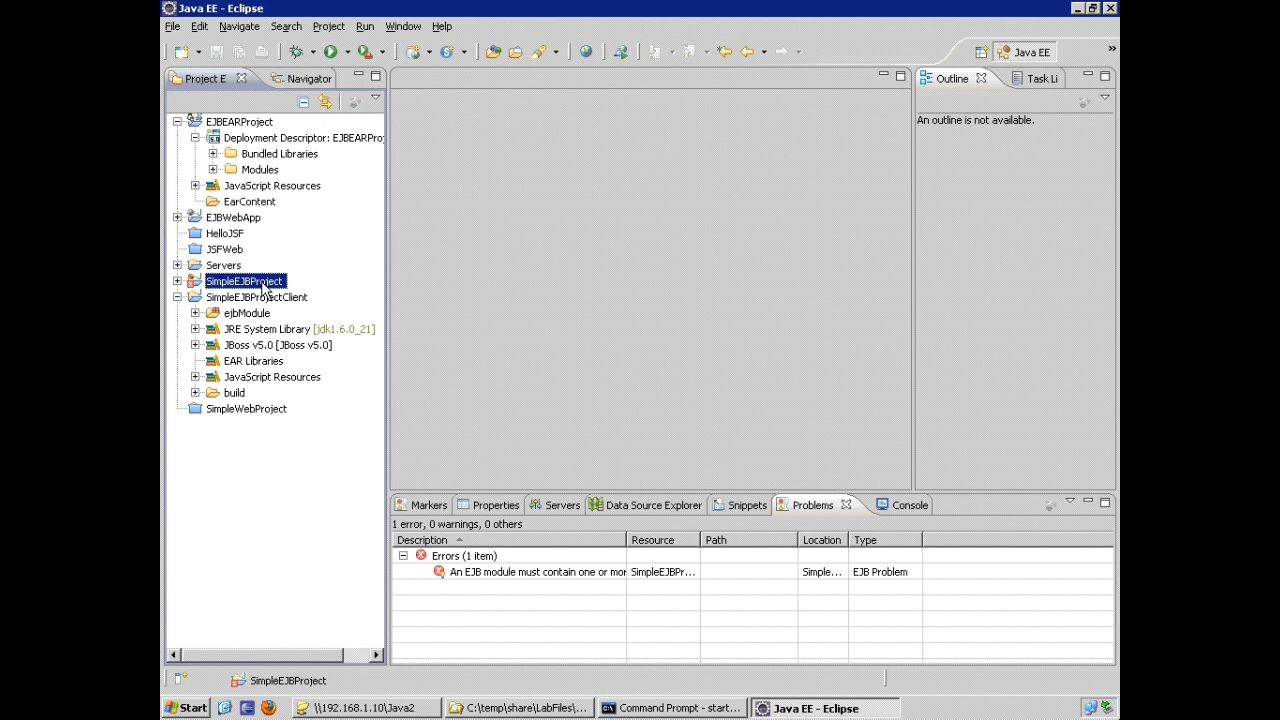 Java EE - Eclipse
File Edit Navigate Search Project Run Window Help
Java EE
»
Project E Navigator
Outline Task Li
EJBEARProject
Deployment Descriptor: EJBEARPro
Bundled Libraries
Modules
JavaScript Resources
EarContent
EJBWebApp
HelloJSF
JSFWeb
Servers
SimpleEJBProject
SimpleEJBProjectClient
ejbModule
JRE System Library [jdk1.6.0_21]
JBoss v5.0 [JBoss v5.0]
EAR Libraries
JavaScript Resources
build
SimpleWebProject
An outline is not available.
Markers Properties Servers Data Source Explorer Snippets Problems Console
1 error, 0 warnings, 0 others
Description Resource Path Location Type
Errors (1 item)
An EJB module must contain one or mor SimpleEJBPr... Simple... EJB Problem
SimpleEJBProject
Start \\192.168.1.10\Java2 C:\temp\share\LabFiles\... Command Prompt - start... Java EE - Eclipse